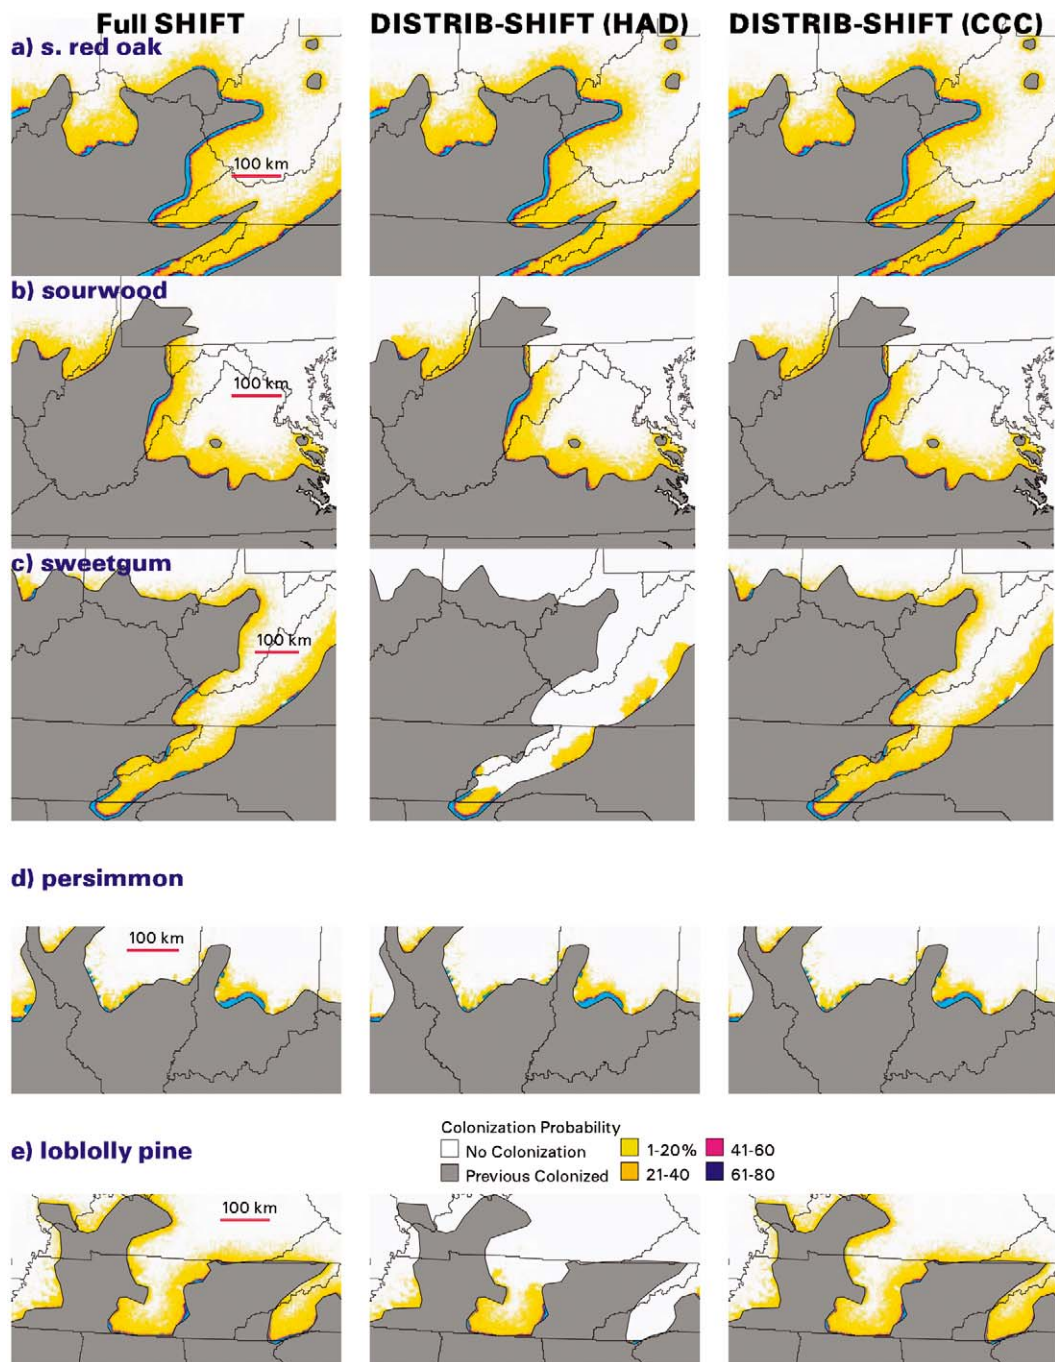 Full SHIFT DISTRIB-SHIFT (HAD) DISTRIB-SHIFT (CCC)
a) s. red oak
100 km
b) sourwood
100 km
c) sweetgum
100 km
d) persimmon
100 km
e) loblolly pine
Colonization Probability
No Colonization 1-20% 41-60
Previous Colonized 21-40 61-80
100 km